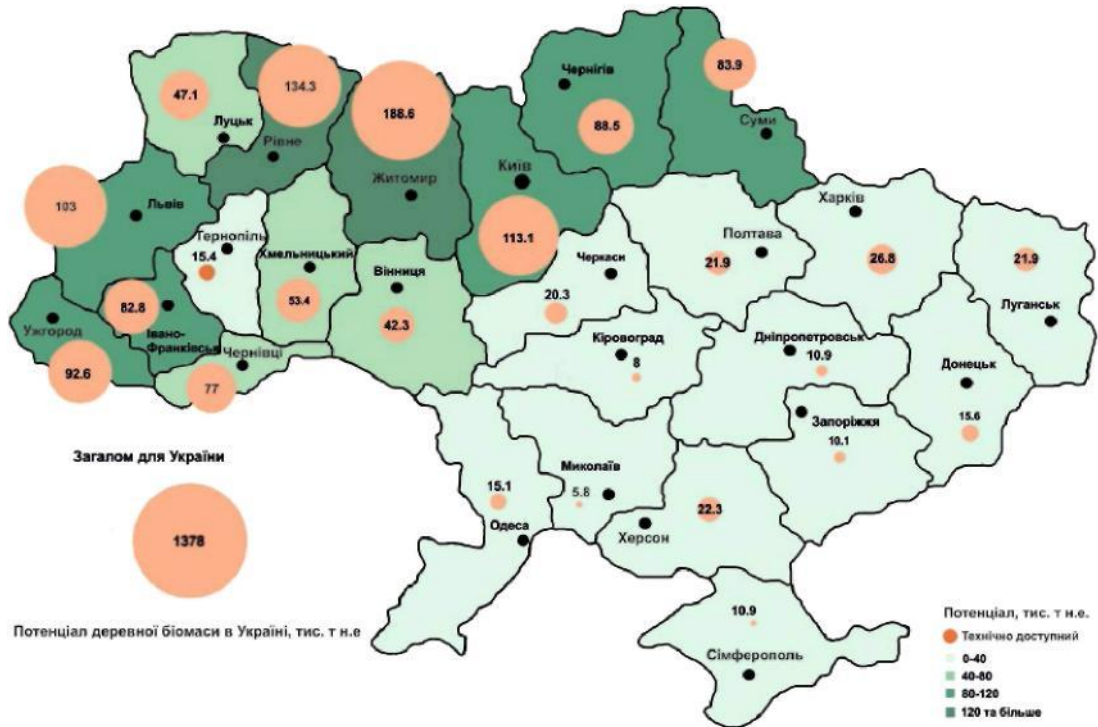 47.1
Луцьк
134.3
Рівне
188.6
Житомир
Київ
113.1
Чернігів
88.5
83.9
Суми
103
Львів
Тернопіль
15.4
Хмельницький
53.4
Вінниця
42.3
Черкаси
20.3
Полтава
21.9
Харків
26.8
21.9
Луганськ
82.8
Івано-
Франківськ
Ужгород
92.6
Чернівці
77
Кіровоград
8
Дніпропетровськ
10.9
Донецьк
15.6
Запоріжжя
10.1
Миколаїв
5.8
15.1
Одеса
22.3
Херсон
10.9
Сімферополь
Загалом для України
1378
Потенціал деревної біомаси в Україні, тис. т н.е
Потенціал, тис. т н.е.
Технічно доступний
0-40
40-80
80-120
120 та більше